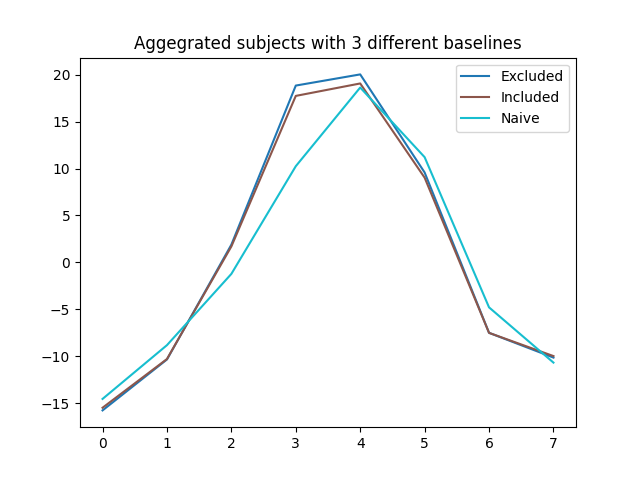 Aggegrated subjects with 3 different baselines
20
15
10
5
0
−5
−10
−15
0 1 2 3 4 5 6 7
Excluded
Included
Naive